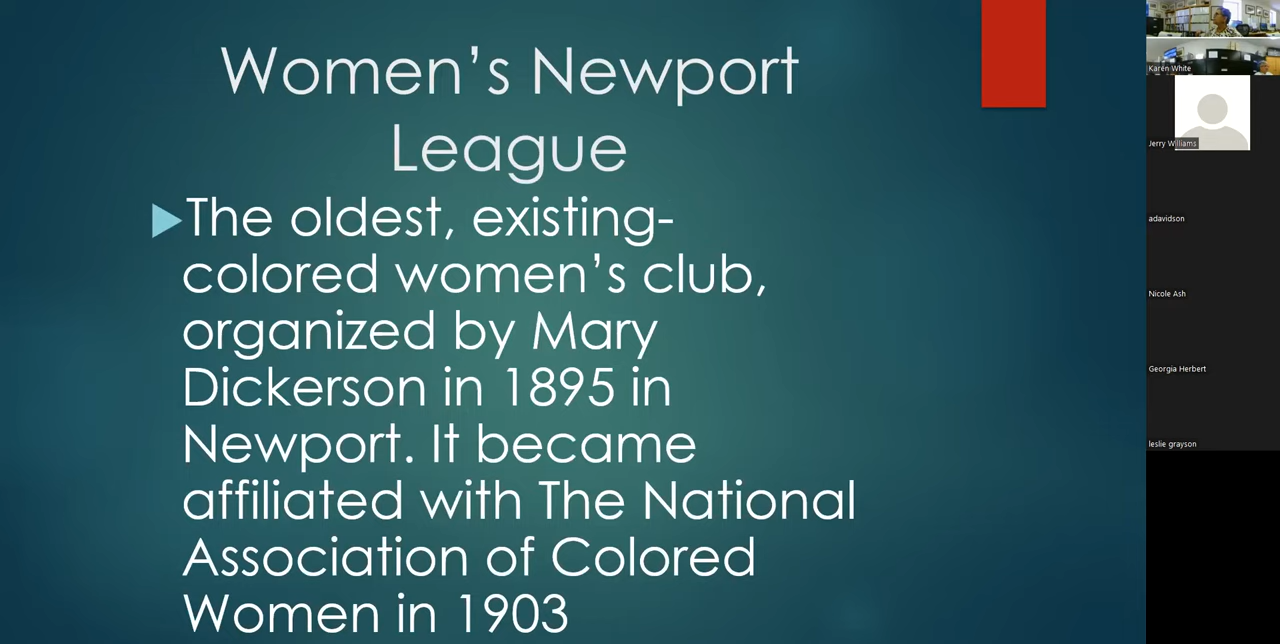 Women’s Newport
League
The oldest, existing-
colored women’s club,
organized by Mary
Dickerson in 1895 in
Newport. It became
affiliated with The National
Association of Colored
Women in 1903
Karen White
Jerry Williams
adavidson
Nicole Ash
Georgia Herbert
leslie grayson